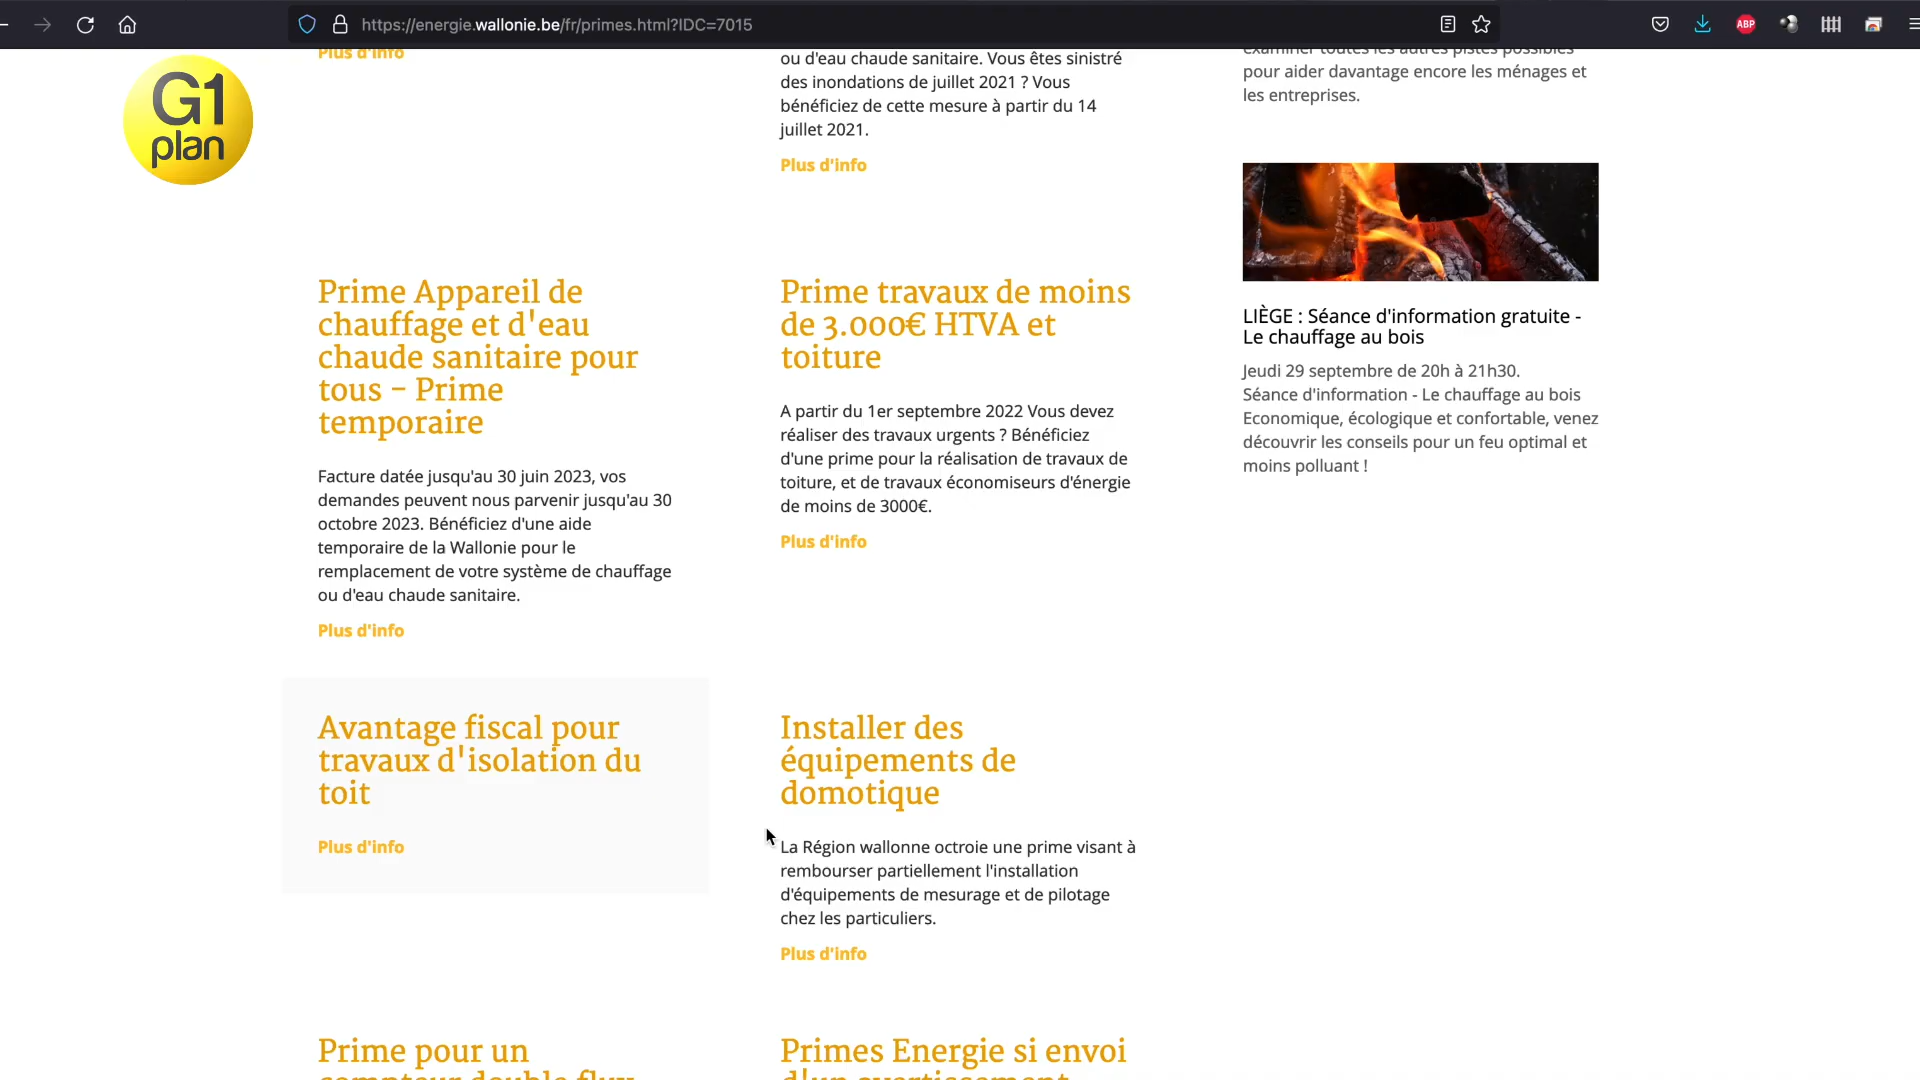 https://energie.wallonie.be/fr/primes.html?IDC=7015
ABP
G1
plan
Plus d'info
ou d'eau chaude sanitaire. Vous êtes sinistré
des inondations de juillet 2021 ? Vous
bénéficiez de cette mesure à partir du 14
juillet 2021.
Plus d'info
examiner toutes les autres pistes possibles
pour aider davantage encore les ménages et
les entreprises.
Prime Appareil de
chauffage et d'eau
chaude sanitaire pour
tous – Prime
temporaire
Facture datée jusqu'au 30 juin 2023, vos
demandes peuvent nous parvenir jusqu'au 30
octobre 2023. Bénéficiez d'une aide
temporaire de la Wallonie pour le
remplacement de votre système de chauffage
ou d'eau chaude sanitaire.
Plus d'info
Prime travaux de moins
de 3.000€ HTVA et
toiture
A partir du 1er septembre 2022 Vous devez
réaliser des travaux urgents ? Bénéficiez
d'une prime pour la réalisation de travaux de
toiture, et de travaux économiseurs d'énergie
de moins de 3000€.
Plus d'info
LIÈGE : Séance d'information gratuite -
Le chauffage au bois
Jeudi 29 septembre de 20h à 21h30.
Séance d'information - Le chauffage au bois
Economique, écologique et confortable, venez
découvrir les conseils pour un feu optimal et
moins polluant !
Avantage fiscal pour
travaux d'isolation du
toit
Plus d'info
Installer des
équipements de
domotique
La Région wallonne octroie une prime visant à
rembourser partiellement l'installation
d'équipements de mesurage et de pilotage
chez les particuliers.
Plus d'info
Prime pour un
compteur double flux
Primes Energie si envoi
d'un avertissement